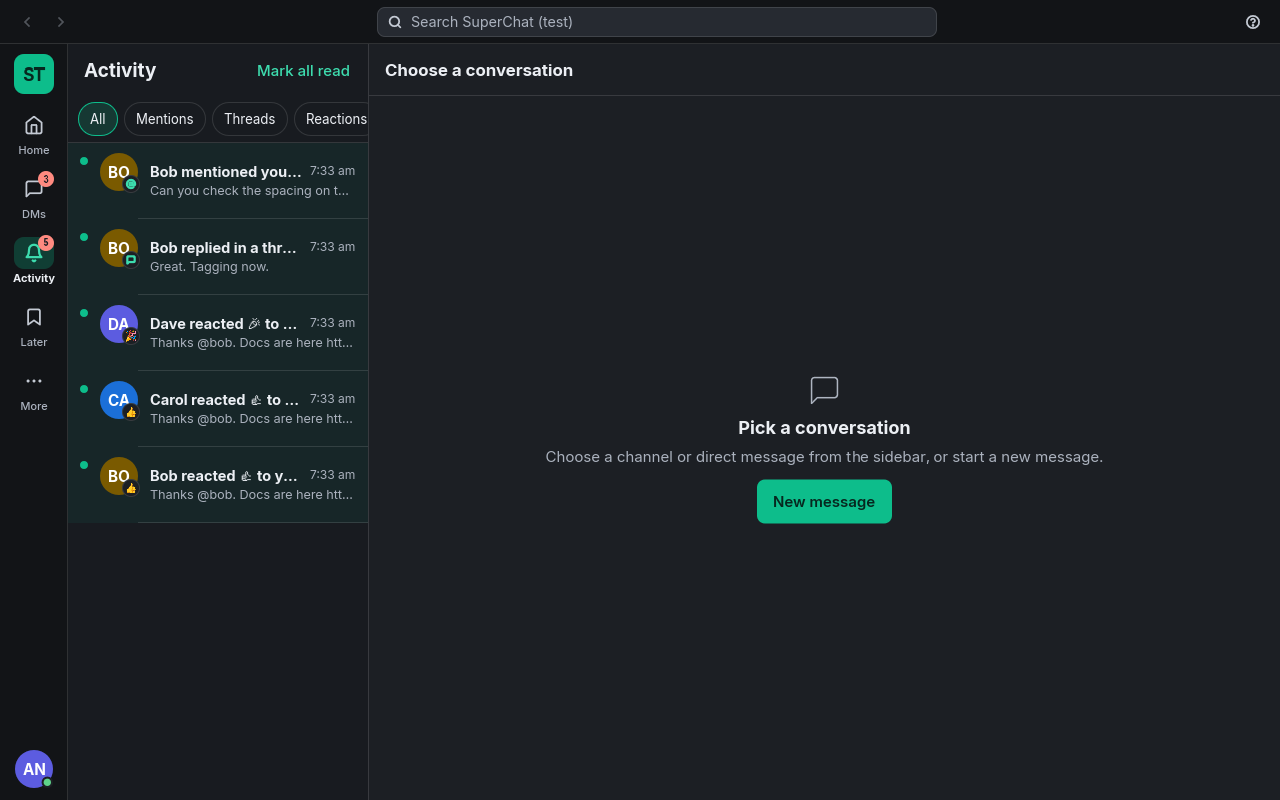 Search SuperChat (test)
ST
Home
3
DMs
5
Activity
Later
More
AN
Activity
Mark all read
All
Mentions
Threads
Reactions
BO
Bob mentioned you...
7:33 am
Can you check the spacing on t...
BO
Bob replied in a thr...
7:33 am
Great. Tagging now.
DA
Dave reacted 🎉 to ...
7:33 am
Thanks @bob. Docs are here htt...
CA
Carol reacted 👍 to ...
7:33 am
Thanks @bob. Docs are here htt...
BO
Bob reacted 👍 to y...
7:33 am
Thanks @bob. Docs are here htt...
Choose a conversation
Pick a conversation
Choose a channel or direct message from the sidebar, or start a new message.
New message